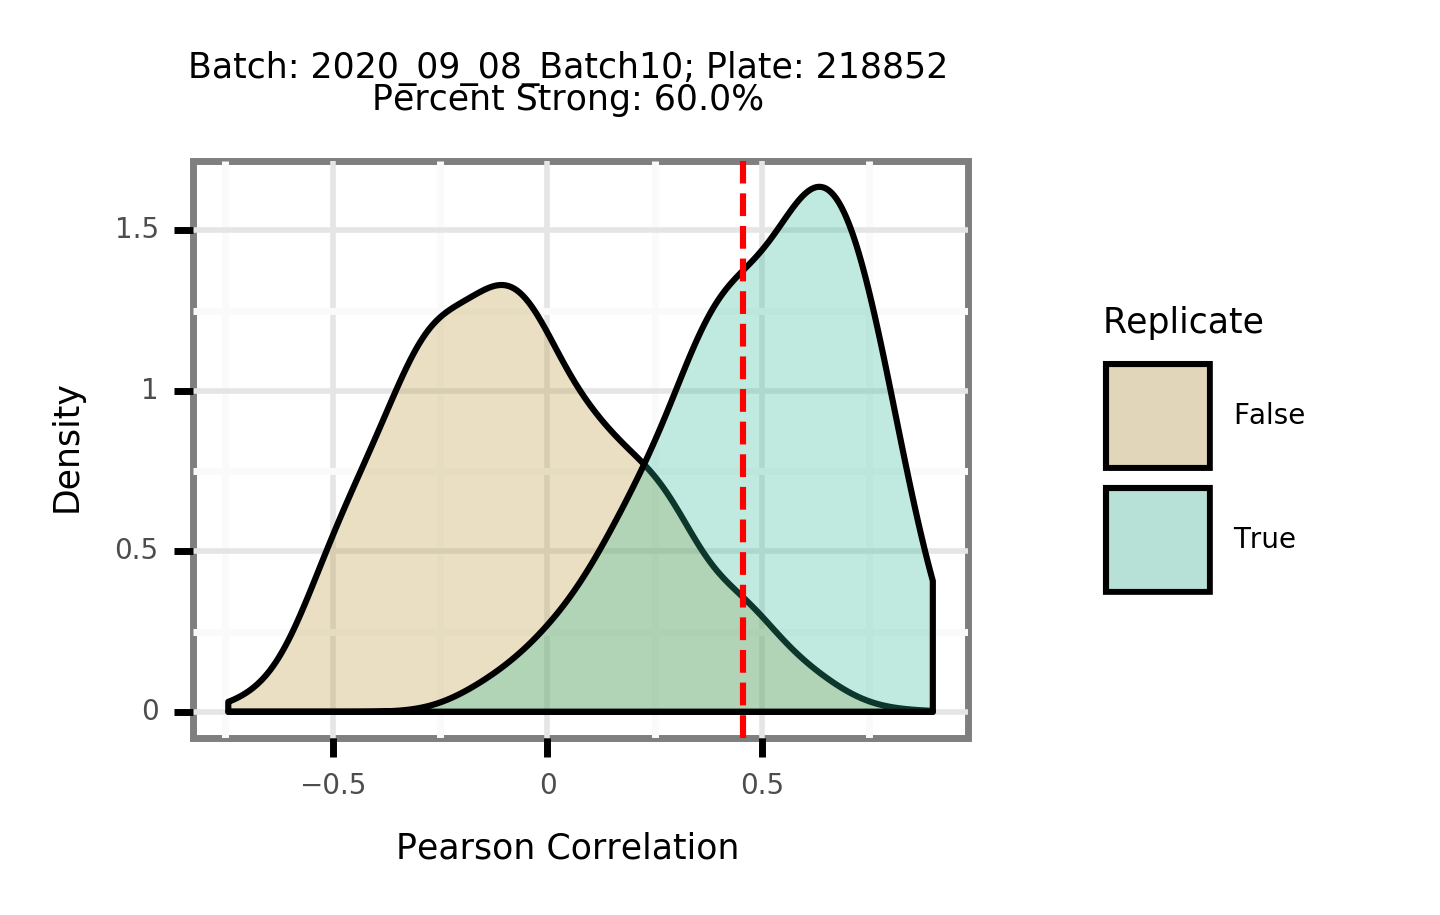 Batch: 2020_09_08_Batch10; Plate: 218852
Percent Strong: 60.0%
1.5
1
0.5
0
Density
−0.5
0
0.5
Pearson Correlation
Replicate
False
True